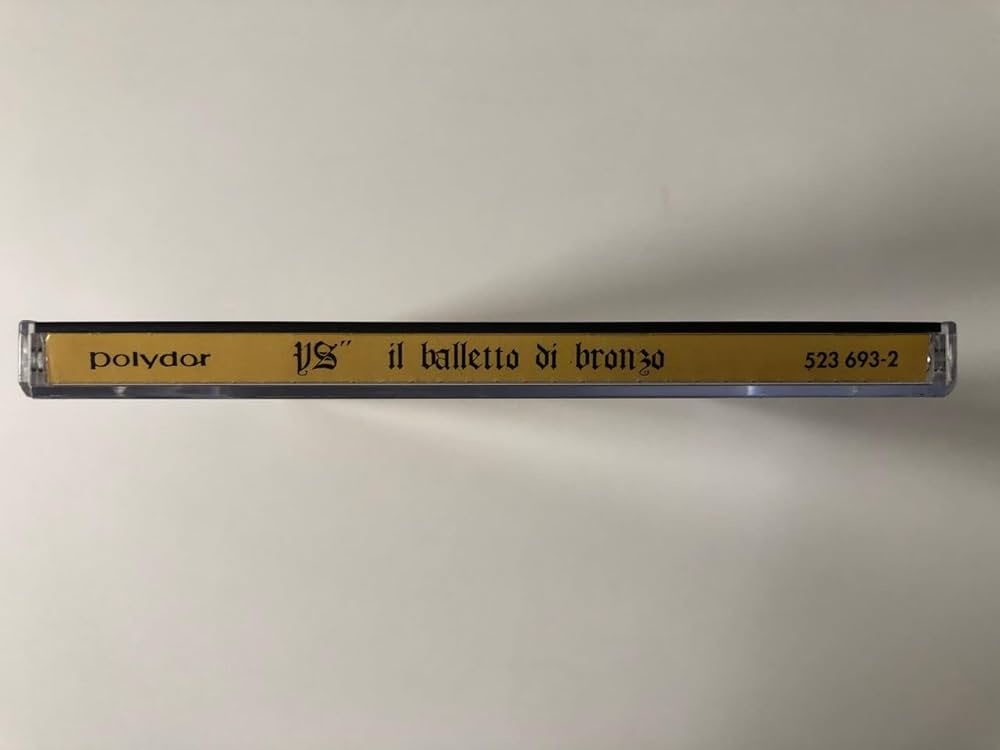 polydor YS" il balletto di bronzo 523 693-2